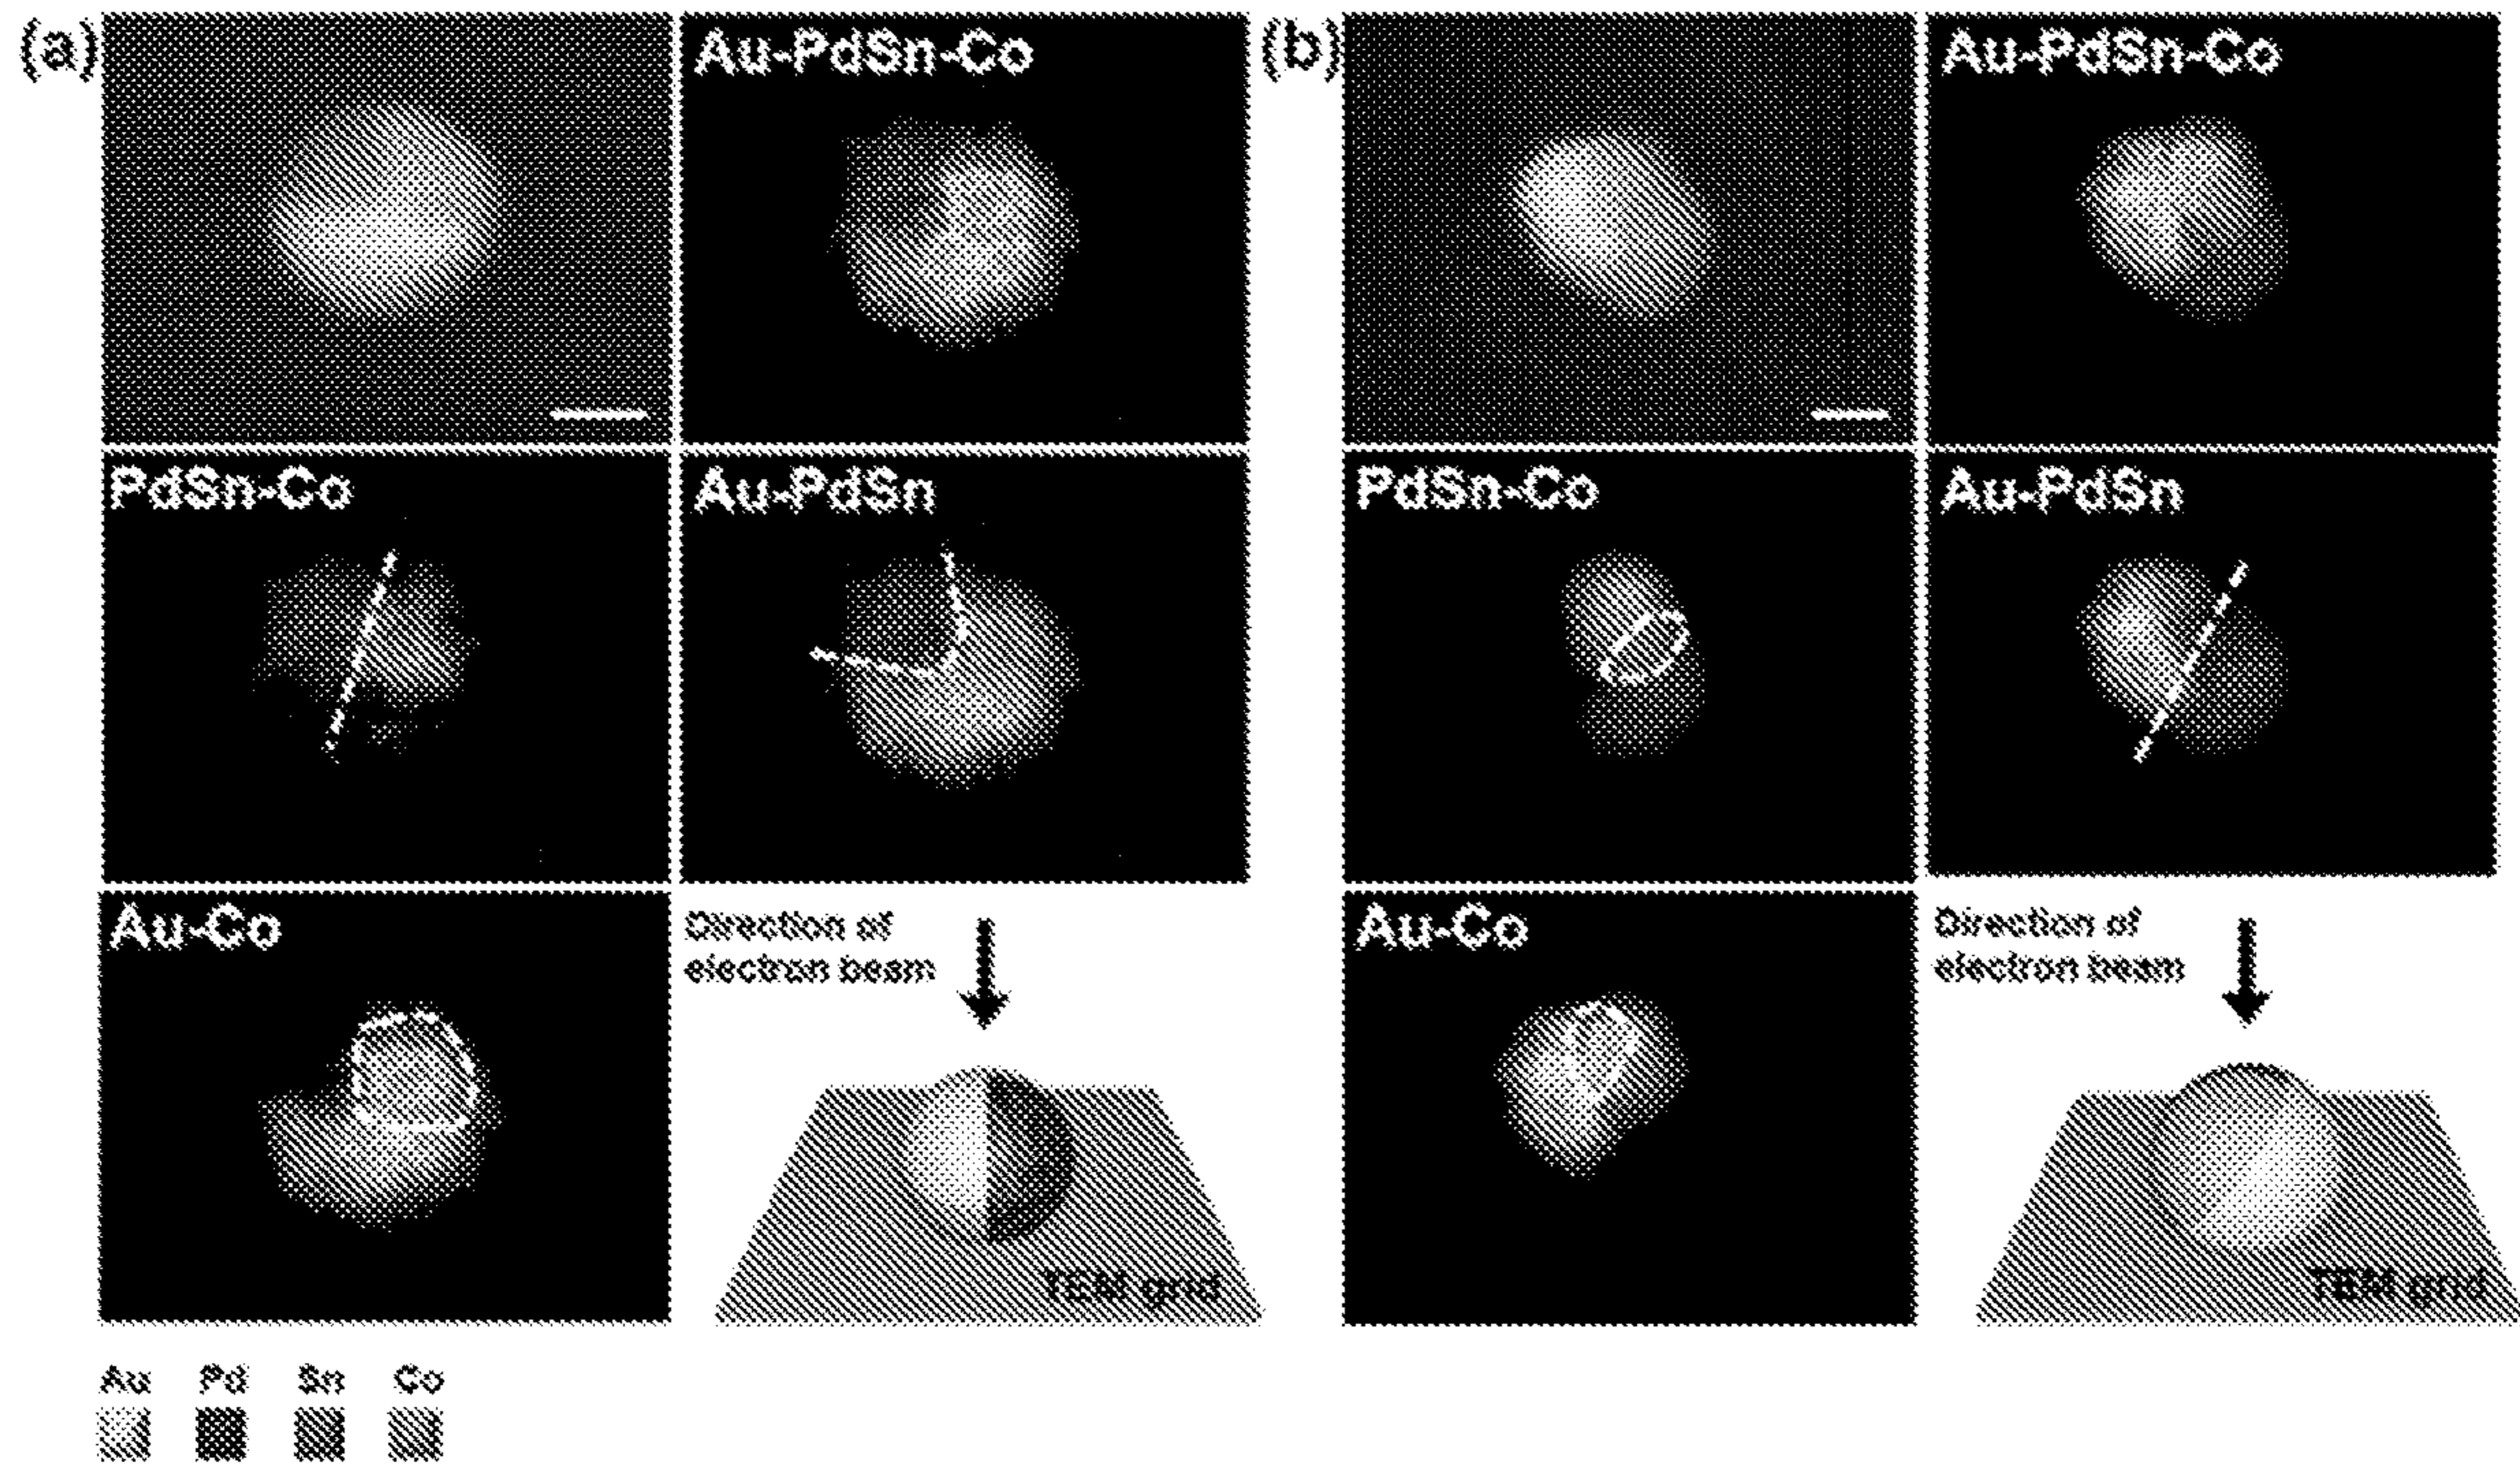 (a)
Au-PdSn-Co
(b)
Au-PdSn-Co
PdSn-Co
Au-PdSn
PdSn-Co
Au-PdSn
Au-Co
Direction of
electron beam
TEM grid
Au-Co
Direction of
electron beam
TEM grid
Au Pd Sn Co